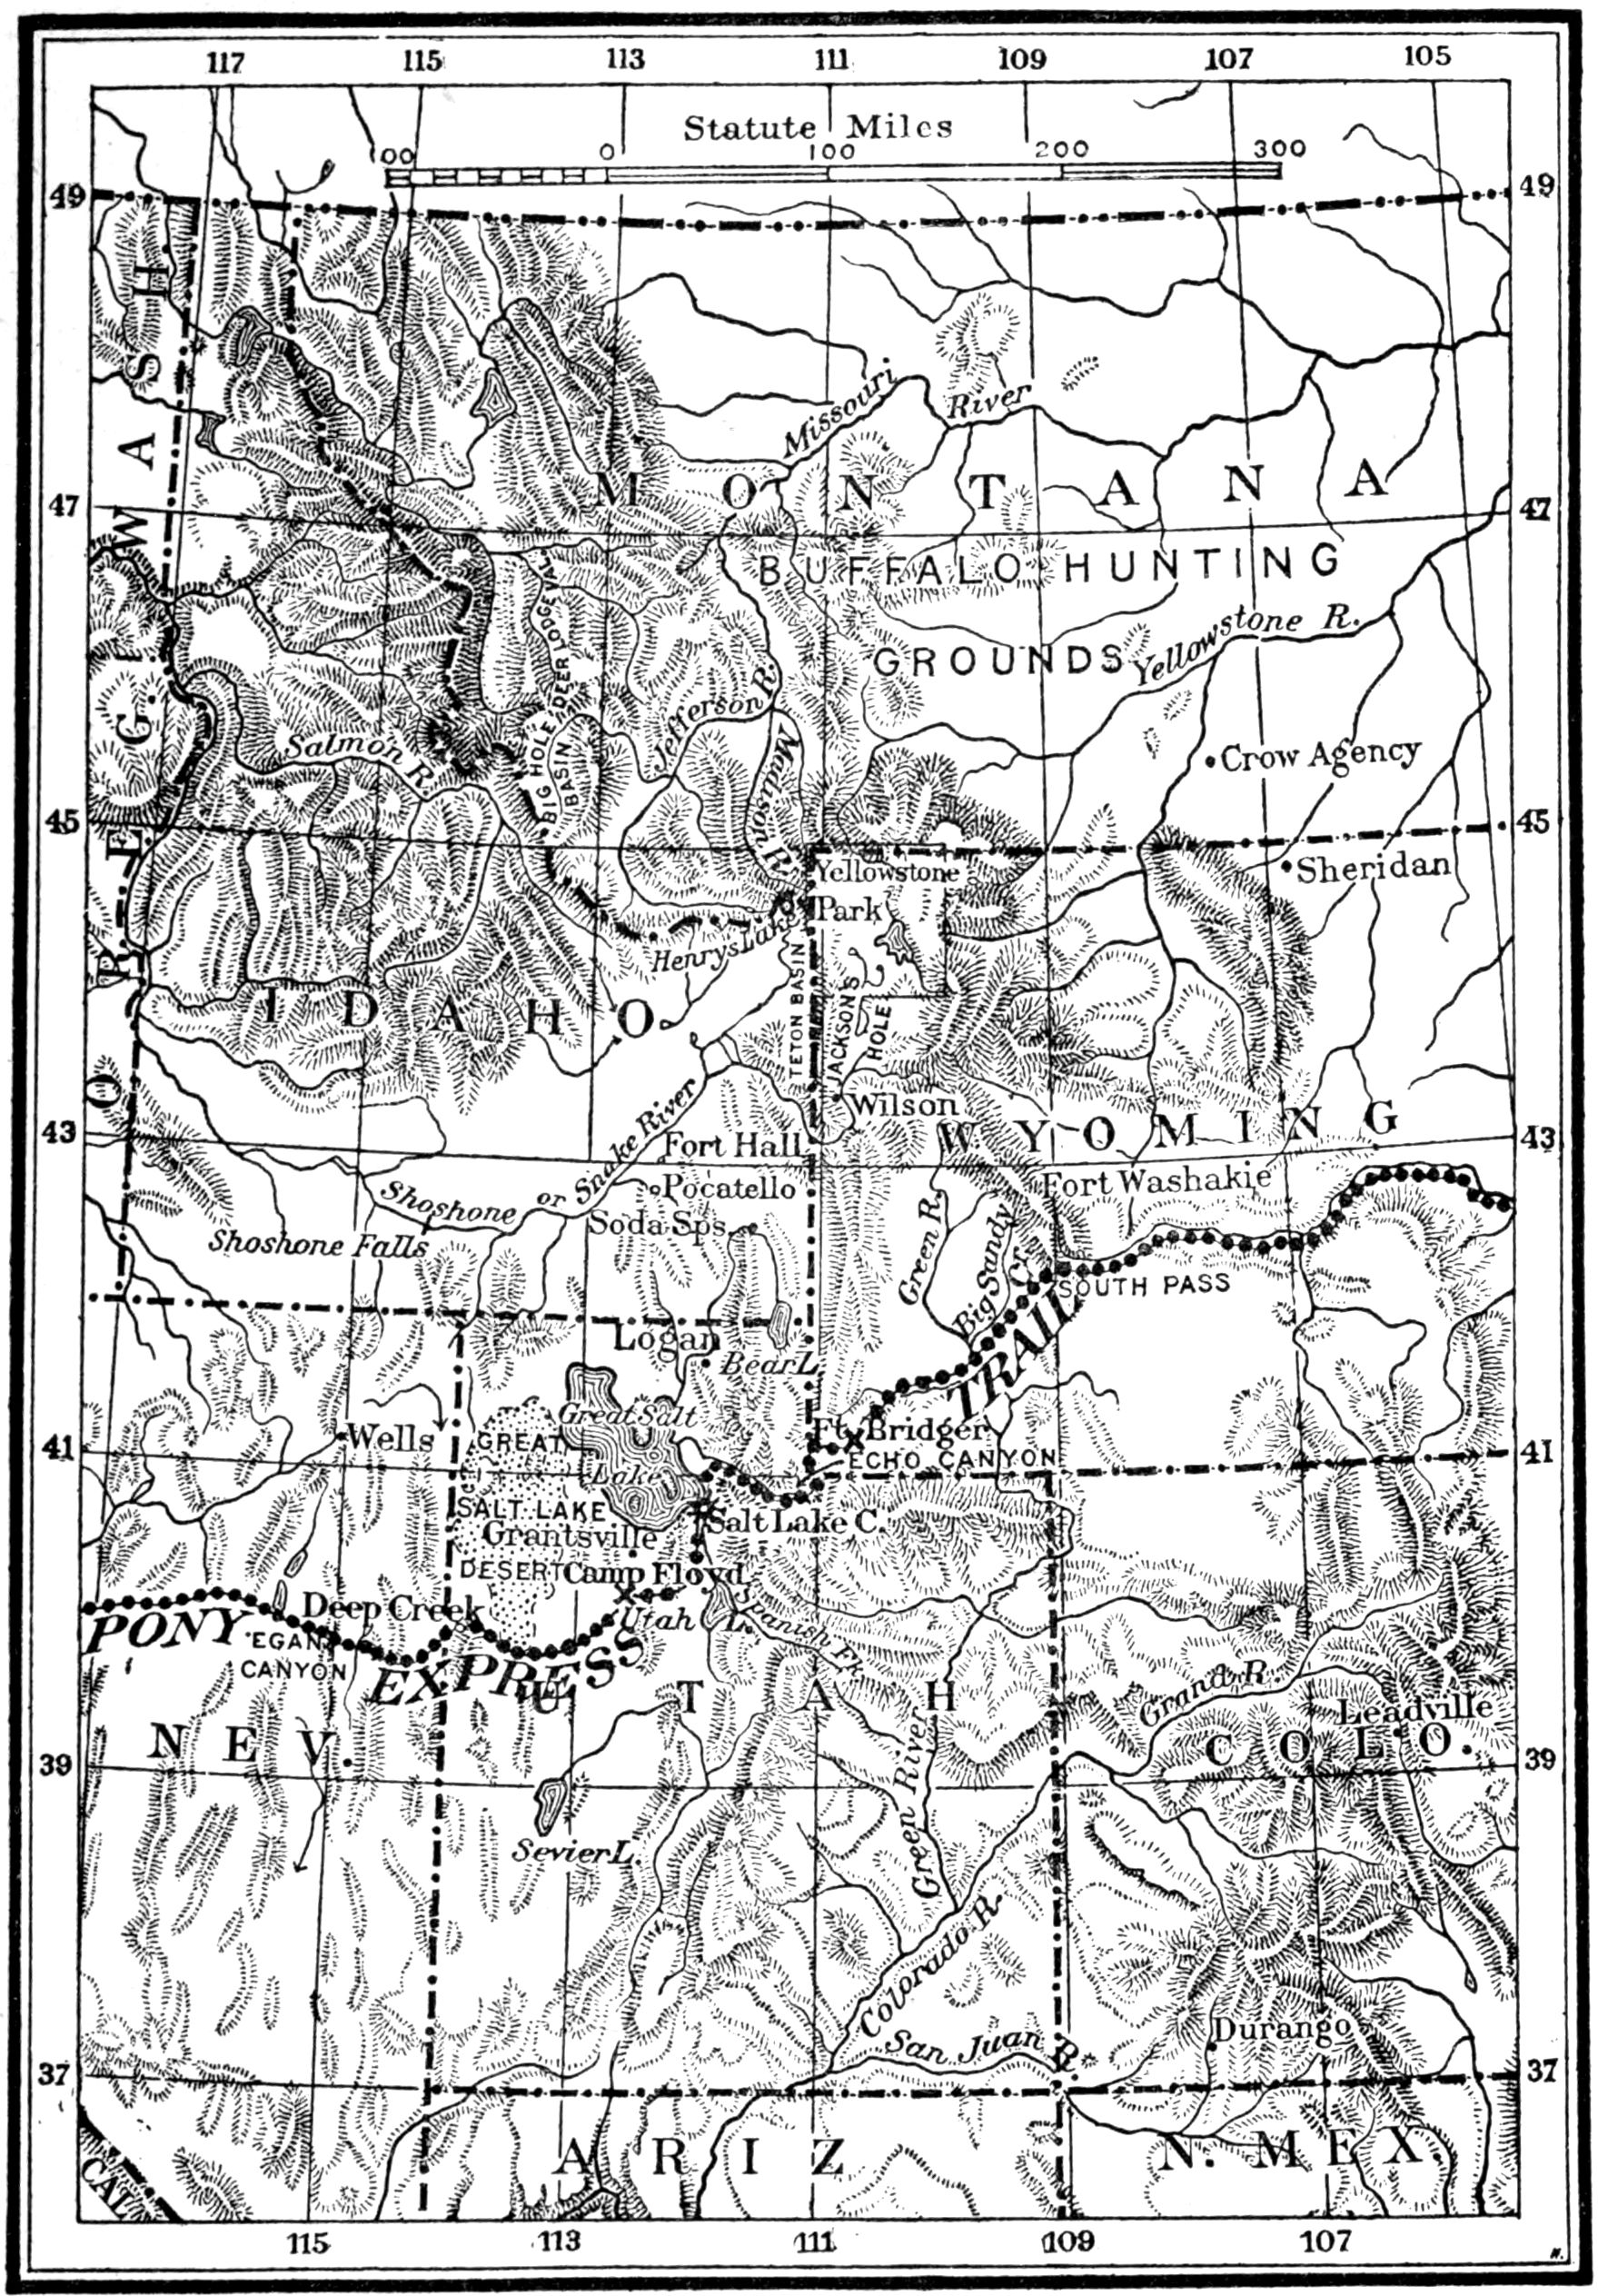 117 115 113 111 109 107 105
Statute Miles
100 0 100 200 300
49 49
WASH.
Missouri River
MONTANA
47 47
BUFFALO HUNTING
GROUNDS
Yellowstone R.
DEER LODGE VAL.
Jefferson R.
Salmon R.
Madison R.
BIG HOLE
BASIN
Crow Agency
45 45
OREG.
Yellowstone
Park
Sheridan
Henrys Lake
TETON BASIN
JACKSONS
HOLE
IDAHO
Wilson
WYOMING
43 43
Fort Hall
Fort Washakie
Pocatello
Shoshone or Snake River
Soda Sps.
Shoshone Falls
Green R.
Big Sandy Cr.
SOUTH PASS
Logan
Bear L.
TRAIL
Great Salt
Lake
Ft. Bridger
Wells
41 41
GREAT
ECHO CANYON
SALT LAKE
Salt Lake C.
Grantsville
DESERT
Camp Floyd
Deep Creek
Utah L.
Spanish Fk.
PONY
EGAN
CANYON
EXPRESS
UTAH
Grand R.
Leadville
NEV.
COLO.
39 39
Green River
Sevier L.
Colorado R.
San Juan R.
Durango
37 37
CAL.
ARIZ
N. MEX.
115 113 111 109 107